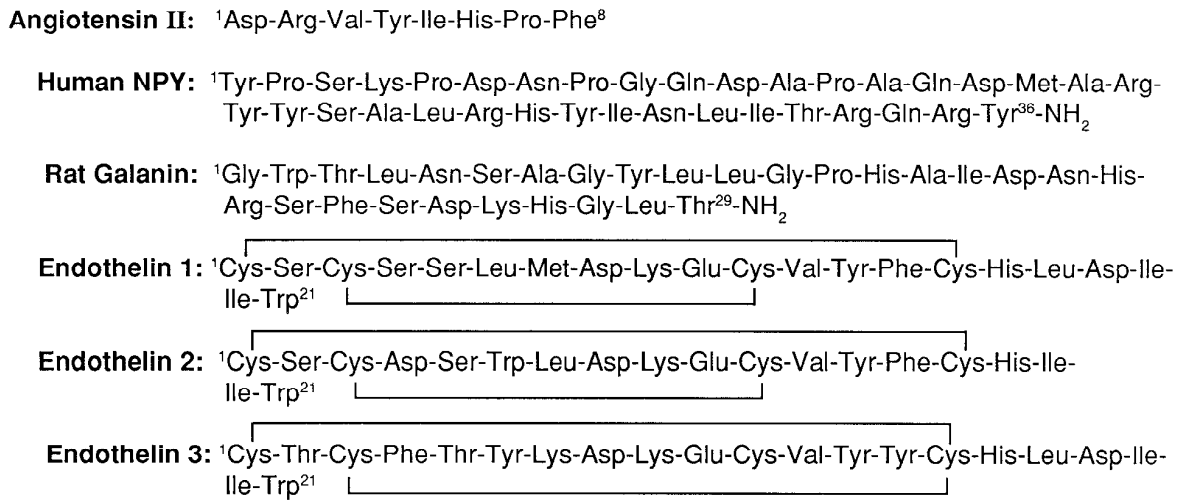 Angiotensin II: ¹Asp-Arg-Val-Tyr-Ile-His-Pro-Phe⁸
Human NPY: ¹Tyr-Pro-Ser-Lys-Pro-Asp-Asn-Pro-Gly-Gln-Asp-Ala-Pro-Ala-Gln-Asp-Met-Ala-Arg-
Tyr-Tyr-Ser-Ala-Leu-Arg-His-Tyr-Ile-Asn-Leu-Ile-Thr-Arg-Gln-Arg-Tyr³⁶-NH₂
Rat Galanin: ¹Gly-Trp-Thr-Leu-Asn-Ser-Ala-Gly-Tyr-Leu-Leu-Gly-Pro-His-Ala-Ile-Asp-Asn-His-
Arg-Ser-Phe-Ser-Asp-Lys-His-Gly-Leu-Thr²⁹-NH₂
Endothelin 1: ¹Cys-Ser-Cys-Ser-Ser-Leu-Met-Asp-Lys-Glu-Cys-Val-Tyr-Phe-Cys-His-Leu-Asp-Ile-
Ile-Trp²¹
Endothelin 2: ¹Cys-Ser-Cys-Asp-Ser-Trp-Leu-Asp-Lys-Glu-Cys-Val-Tyr-Phe-Cys-His-Ile-
Ile-Trp²¹
Endothelin 3: ¹Cys-Thr-Cys-Phe-Thr-Tyr-Lys-Asp-Lys-Glu-Cys-Val-Tyr-Tyr-Cys-His-Leu-Asp-Ile-
Ile-Trp²¹